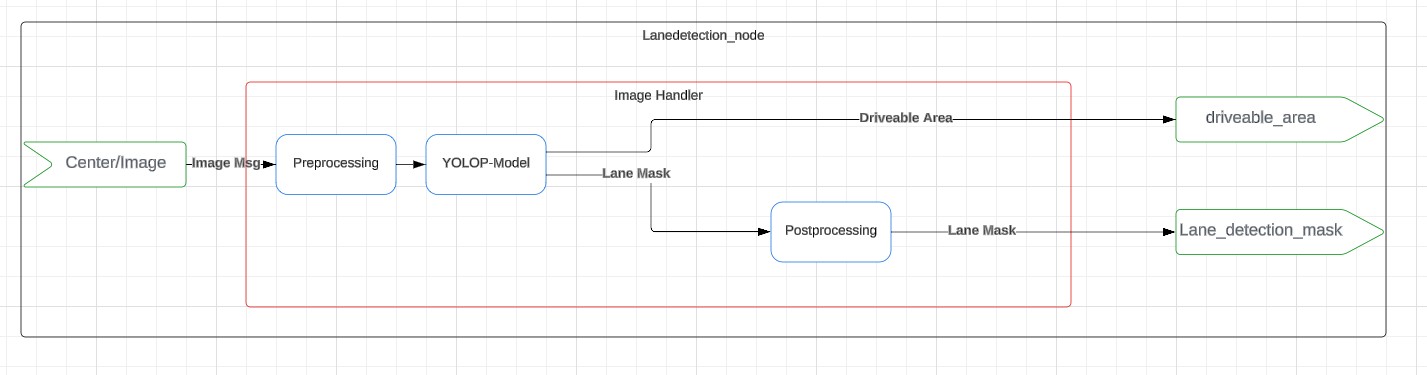 Lanedetection_node
Image Handler
Driveable Area
driveable_area
Center/Image
Image Msg
Preprocessing
YOLOP-Model
Lane Mask
Postprocessing
Lane Mask
Lane_detection_mask